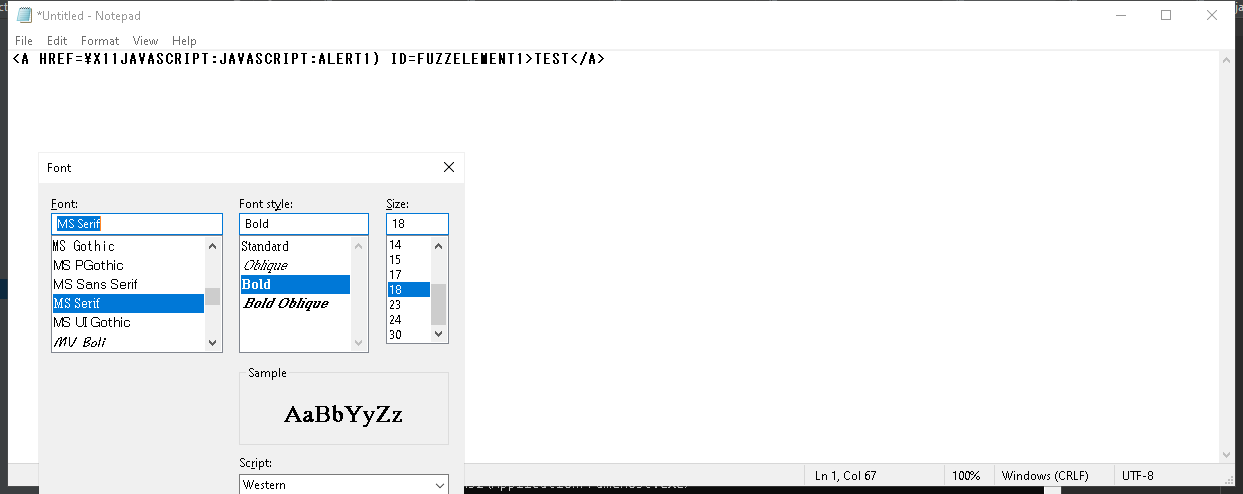 *Untitled - Notepad
File Edit Format View Help
<A HREF=¥X11JAVASCRIPT:JAVASCRIPT:ALERT1) ID=FUZZELEMENT1>TEST</A>
Font
Font: Font style: Size:
MS Serif Bold 18
MS Gothic
MS PGothic
MS Sans Serif
MS Serif
MS UI Gothic
MV Boli
Standard
Oblique
Bold
Bold Oblique
14
15
17
18
23
24
30
Sample
AaBbYyZz
Script:
Western
Ln 1, Col 67 100% Windows (CRLF) UTF-8